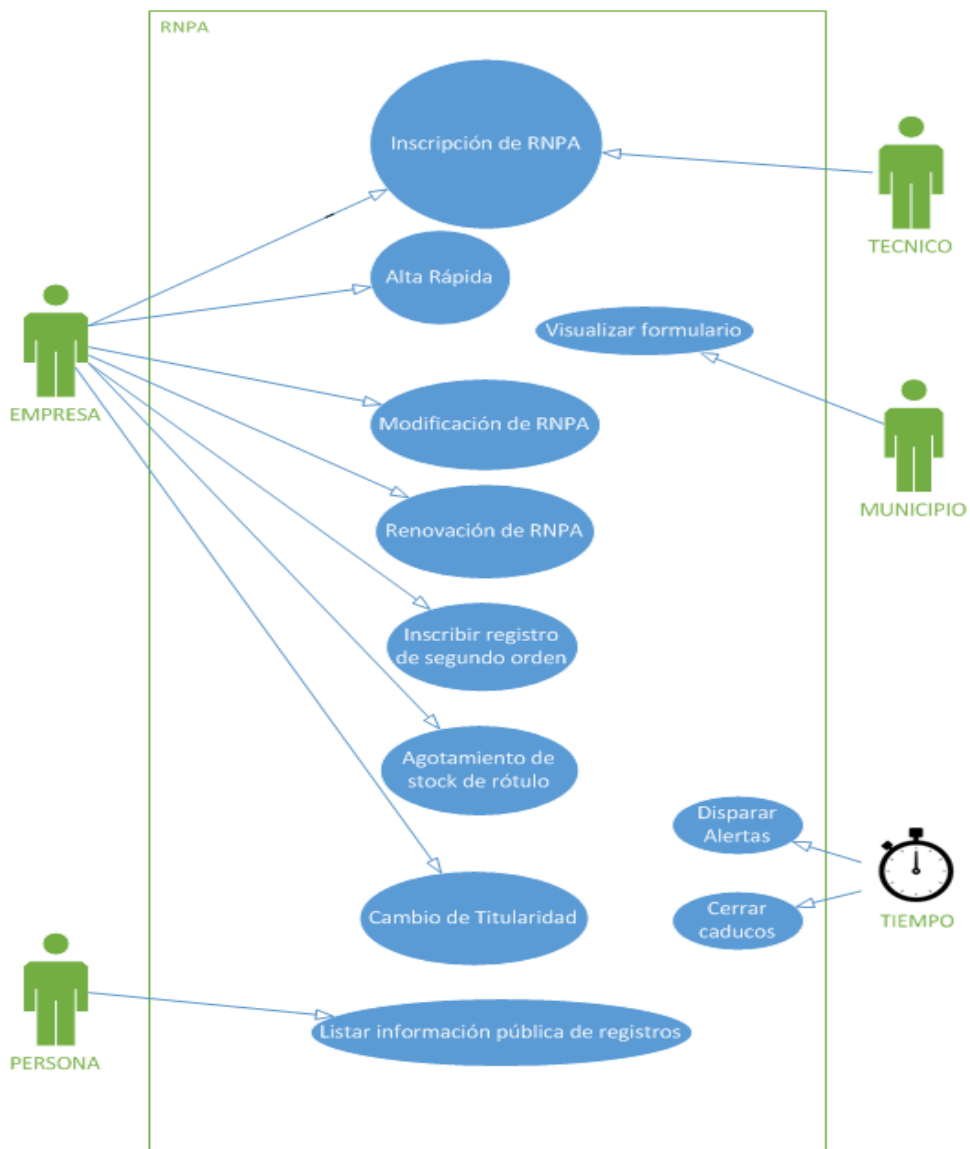 RNPA
Inscripción de RNPA
TECNICO
Alta Rápida
Visualizar formulario
EMPRESA
Modificación de RNPA
MUNICIPIO
Renovación de RNPA
Inscribir registro
de segundo orden
Agotamiento de
stock de rótulo
Disparar
Alertas
Cambio de Titularidad
Cerrar
caducos
TIEMPO
Listar información pública de registros
PERSONA